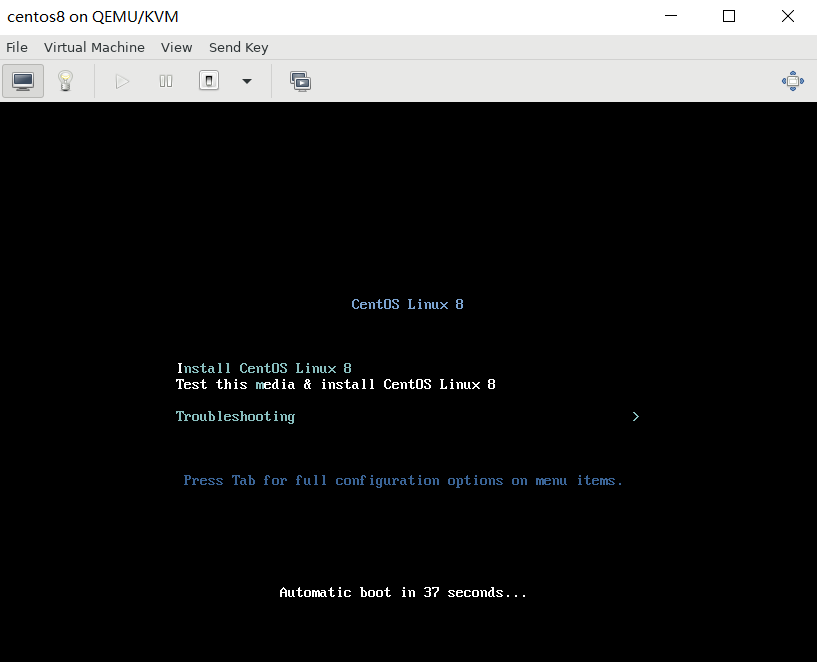 centos8 on QEMU/KVM
File Virtual Machine View Send Key
CentOS Linux 8
Install CentOS Linux 8
Test this media & install CentOS Linux 8
Troubleshooting >
Press Tab for full configuration options on menu items.
Automatic boot in 37 seconds...